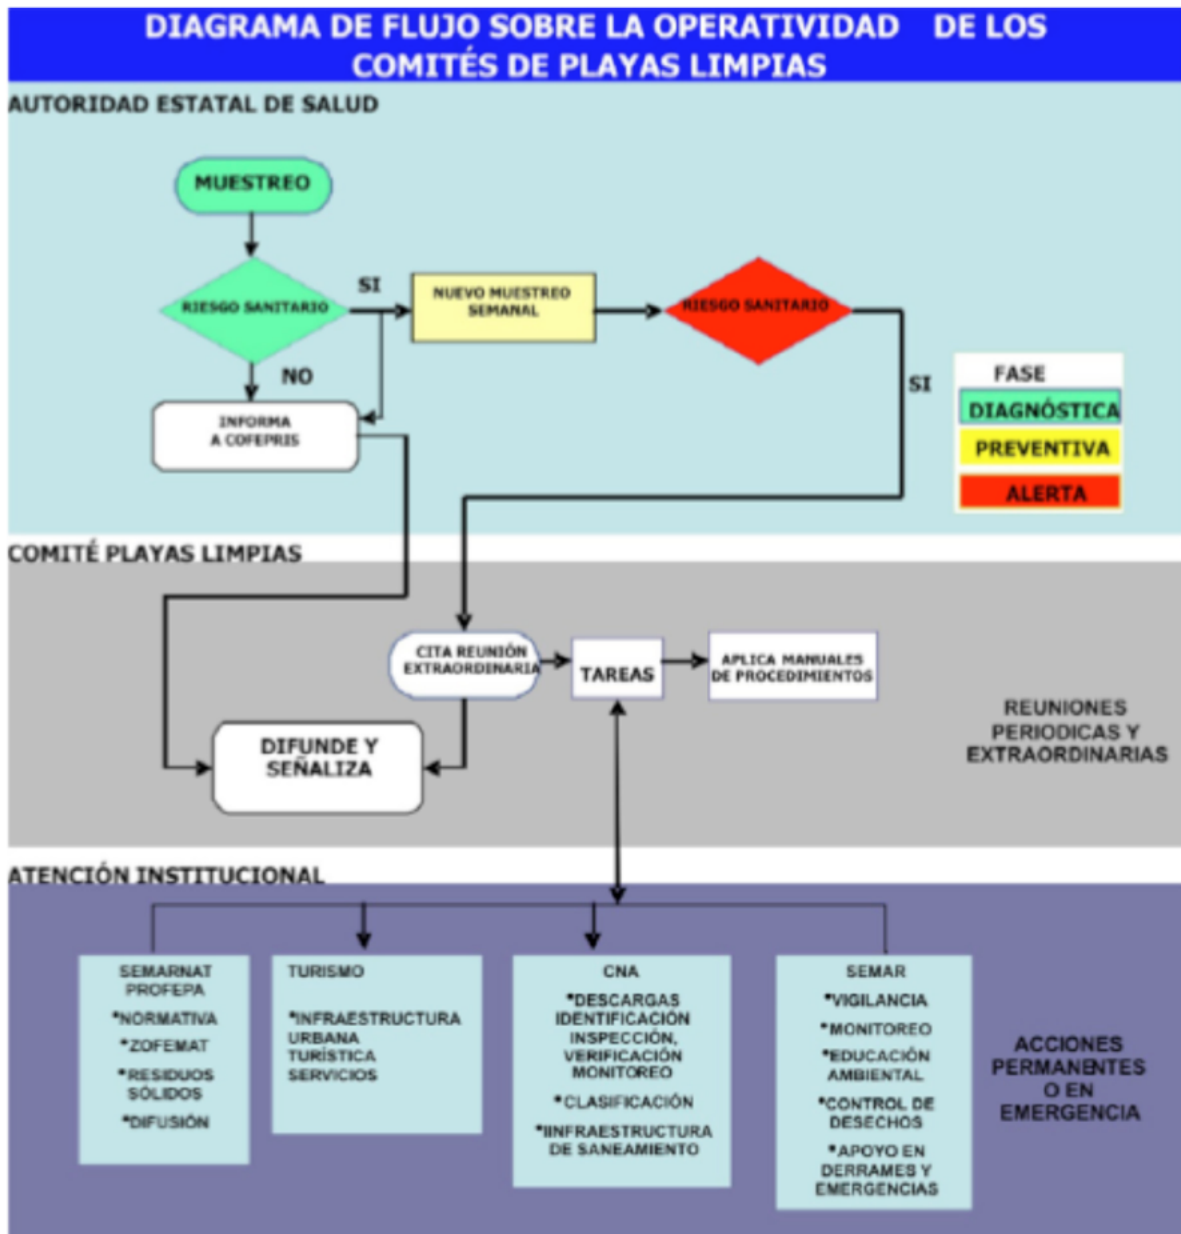 DIAGRAMA DE FLUJO SOBRE LA OPERATIVIDAD DE LOS
COMITÉS DE PLAYAS LIMPIAS
AUTORIDAD ESTATAL DE SALUD
MUESTREO
RIESGO SANITARIO
SI
NUEVO MUESTREO
SEMANAL
RIESGO SANITARIO
SI
NO
INFORMA
A COFEPRIS
FASE
DIAGNÓSTICA
PREVENTIVA
ALERTA
COMITÉ PLAYAS LIMPIAS
CITA REUNIÓN
EXTRAORDINARIA
TAREAS
APLICA MANUALES
DE PROCEDIMIENTOS
DIFUNDE Y
SEÑALIZA
REUNIONES
PERIODICAS Y
EXTRAORDINARIAS
ATENCIÓN INSTITUCIONAL
SEMARNAT
PROFEPA
*NORMATIVA
*ZOFEMAT
*RESIDUOS
SÓLIDOS
*DIFUSIÓN
TURISMO
*INFRAESTRUCTURA
URBANA
TURÍSTICA
SERVICIOS
CNA
*DESCARGAS
IDENTIFICACIÓN
INSPECCIÓN,
VERIFICACIÓN
MONITOREO
*CLASIFICACIÓN
*IINFRAESTRUCTURA
DE SANEAMIENTO
SEMAR
*VIGILANCIA
*MONITOREO
*EDUCACIÓN
AMBIENTAL
*CONTROL DE
DESECHOS
*APOYO EN
DERRAMES Y
EMERGENCIAS
ACCIONES
PERMANENTES
O EN
EMERGENCIA